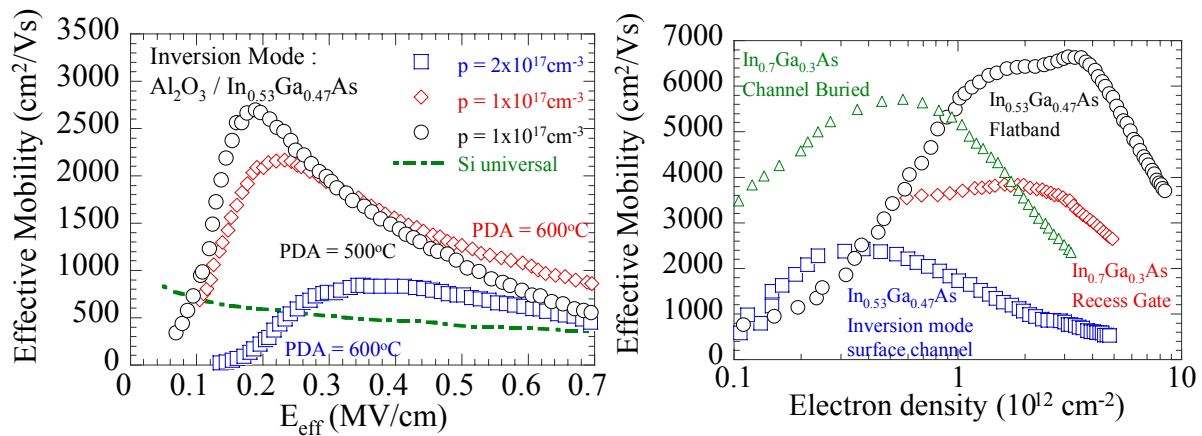 3500
3000
2500
2000
1500
1000
500
0
Effective Mobility (cm²/Vs)
Inversion Mode :
Al₂O₃ / In₀.₅₃Ga₀.₄₇As
p = 2x10¹⁷cm⁻³
p = 1x10¹⁷cm⁻³
p = 1x10¹⁷cm⁻³
Si universal
PDA = 600ºC
PDA = 500ºC
PDA = 600ºC
0 0.1 0.2 0.3 0.4 0.5 0.6 0.7
E_eff (MV/cm)
7000
6000
5000
4000
3000
2000
1000
0
Effective Mobility (cm²/Vs)
In₀.₇Ga₀.₃As
Channel Buried
In₀.₅₃Ga₀.₄₇As
Flatband
In₀.₇Ga₀.₃As
Recess Gate
In₀.₅₃Ga₀.₄₇As
Inversion mode
surface channel
0.1 1 10
Electron density (10¹² cm⁻²)